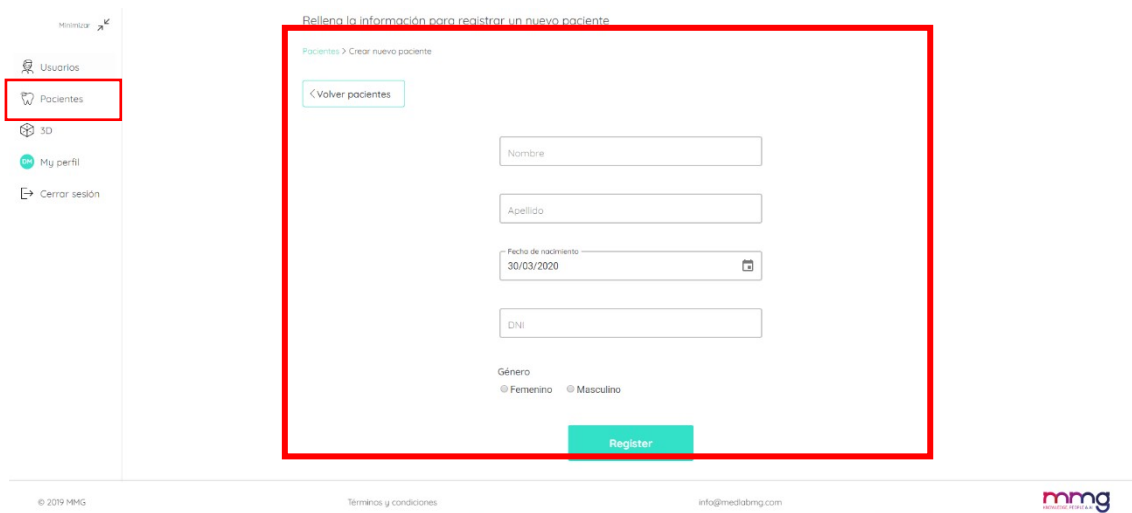 Minimizar
Usuarios
Pacientes
3D
DM My perfil
Cerrar sesión
Rellena la información para registrar un nuevo paciente
Pacientes > Crear nuevo paciente
< Volver pacientes
Nombre
Apellido
Fecha de nacimiento
30/03/2020
DNI
Género
Femenino Masculino
Register
© 2019 MMG
Términos y condiciones
info@medlabmg.com
mmg